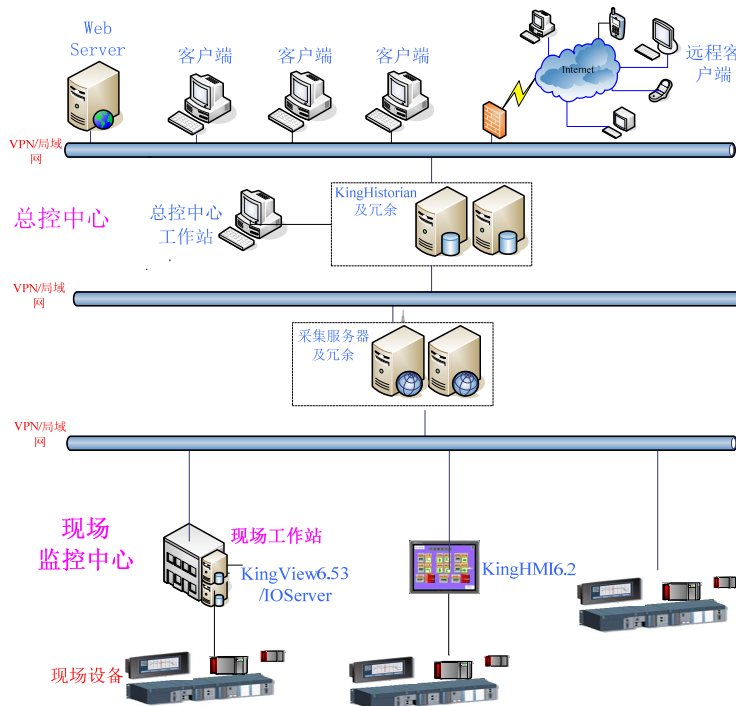 Web
Server
客户端
客户端
客户端
Internet
远程客
户端
VPN/局域
网
总控中心
总控中心
工作站
KingHistorian
及冗余
VPN/局域
网
采集服务器
及冗余
VPN/局域
网
现场
监控中心
现场工作站
KingView6.53
/IOServer
KingHMI6.2
现场设备